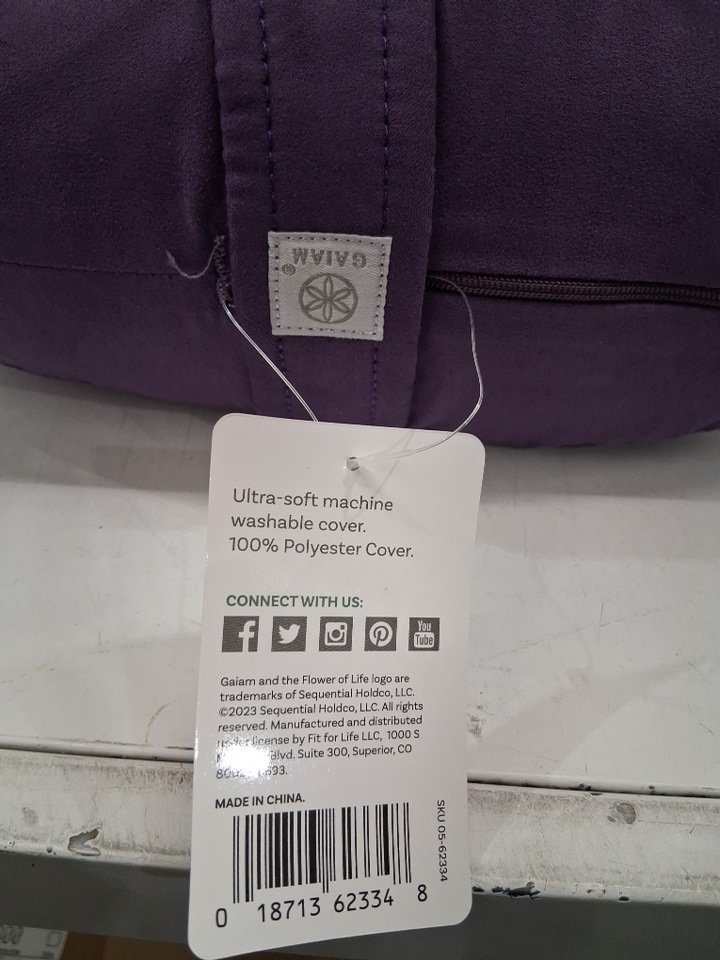 GAIAM®
Ultra-soft machine
washable cover.
100% Polyester Cover.
CONNECT WITH US:
You
Tube
Gaiam and the Flower of Life logo are
trademarks of Sequential Holdco, LLC.
©2023 Sequential Holdco, LLC. All rights
reserved. Manufactured and distributed
under license by Fit for Life LLC, 1000 S
Blvd. Suite 300, Superior, CO
MADE IN CHINA.
SKU 05-62334
0 18713 62334 8